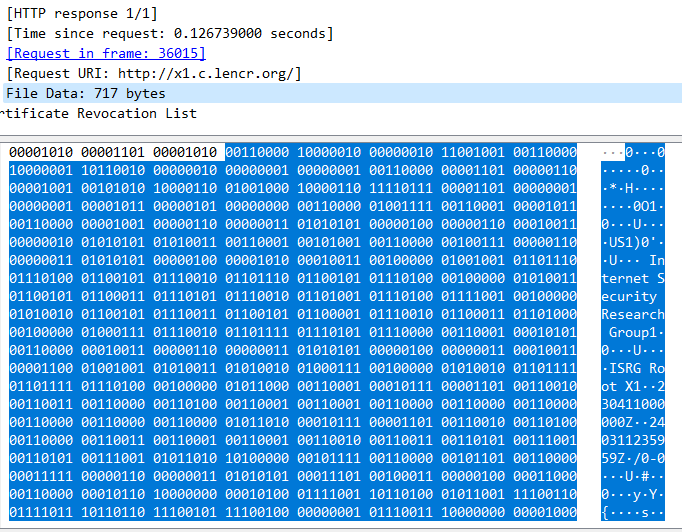 [HTTP response 1/1]
[Time since request: 0.126739000 seconds]
[Request in frame: 36015]
[Request URI: http://x1.c.lencr.org/]
File Data: 717 bytes
rtificate Revocation List
00001010 00001101 00001010 00110000 10000010 00000010 11001001 00110000 ···0···0
10000001 10110010 00000010 00000001 00000001 00110000 00001101 00000110 ·····0··
00001001 00101010 10000110 01001000 10000110 11110111 00001101 00000001 ·*·H····
00000001 00001011 00000101 00000000 00110000 01001111 00110001 00001011 ····0O1·
00110000 00001001 00000110 00000011 01010101 00000100 00000110 00010011 0···U···
00000010 01010101 01010011 00110001 00101001 00110000 00100111 00000110 ·US1)0'·
00000011 01010101 00000100 00001010 00010011 00100000 01001001 01101110 ·U··· In
01110100 01100101 01110010 01101110 01100101 01110100 00100000 01010011 ternet S
01100101 01100011 01110101 01110010 01101001 01110100 01111001 00100000 ecurity
01010010 01100101 01110011 01100101 01100001 01110010 01100011 01101000 Research
00100000 01000111 01110010 01101111 01110101 01110000 00110001 00010101 Group1·
00110000 00010011 00000110 00000011 01010101 00000100 00000011 00010011 0···U···
00001100 01001001 01010011 01010010 01000111 00100000 01010010 01101111 ·ISRG Ro
01101111 01110100 00100000 01011000 00110001 00010111 00001101 00110010 ot X1··2
00110011 00110000 00110100 00110001 00110001 00110000 00110000 00110000 30411000
00110000 00110000 00110000 01011010 00010111 00001101 00110010 00110100 000Z··24
00110000 00110011 00110001 00110001 00110010 00110011 00110101 00111001 03112359
00110101 00111001 01011010 10100000 00101111 00110000 00101101 00110000 59Z·/0-0
00011111 00000110 00000011 01010101 00011101 00100011 00000100 00011000 ···U·#··
00110000 00010110 10000000 00010100 01111001 10110100 01011001 11100110 0···y·Y·
01111011 10110110 11100101 11100100 00000001 01110011 10000000 00001000 {····s··